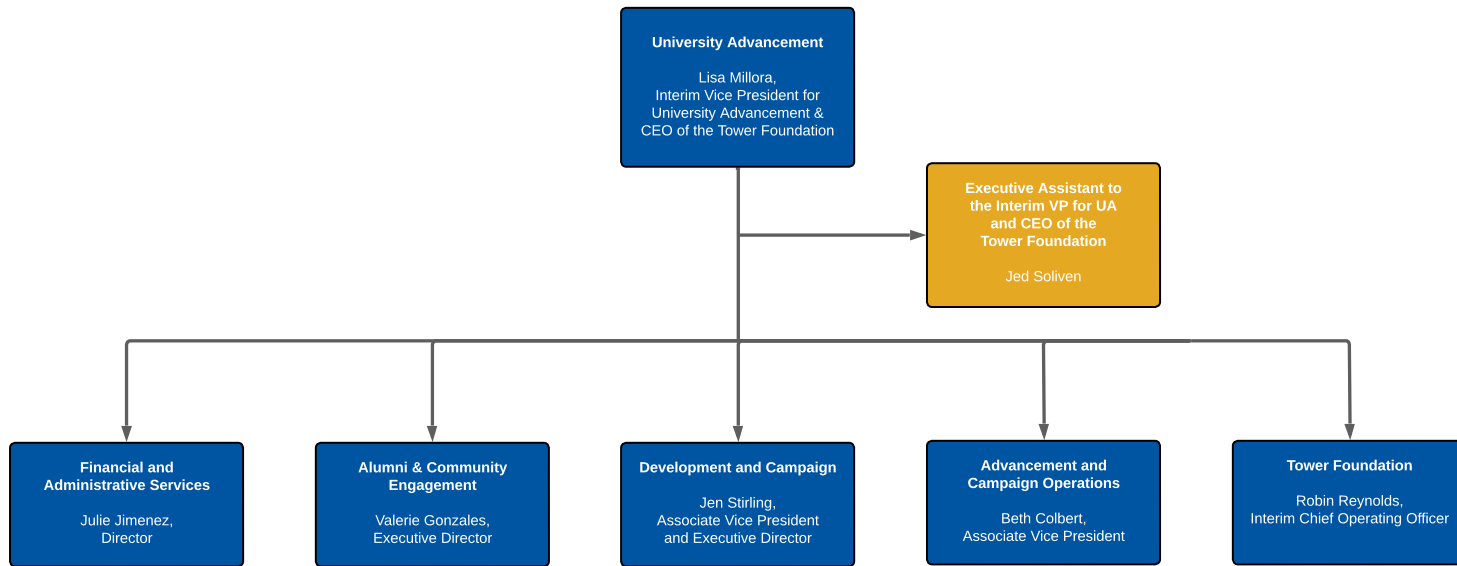 University Advancement
Lisa Millora,
Interim Vice President for
University Advancement &
CEO of the Tower Foundation
Executive Assistant to
the Interim VP for UA
and CEO of the
Tower Foundation
Jed Soliven
Financial and
Administrative Services
Julie Jimenez,
Director
Alumni & Community
Engagement
Valerie Gonzales,
Executive Director
Development and Campaign
Jen Stirling,
Associate Vice President
and Executive Director
Advancement and
Campaign Operations
Beth Colbert,
Associate Vice President
Tower Foundation
Robin Reynolds,
Interim Chief Operating Officer